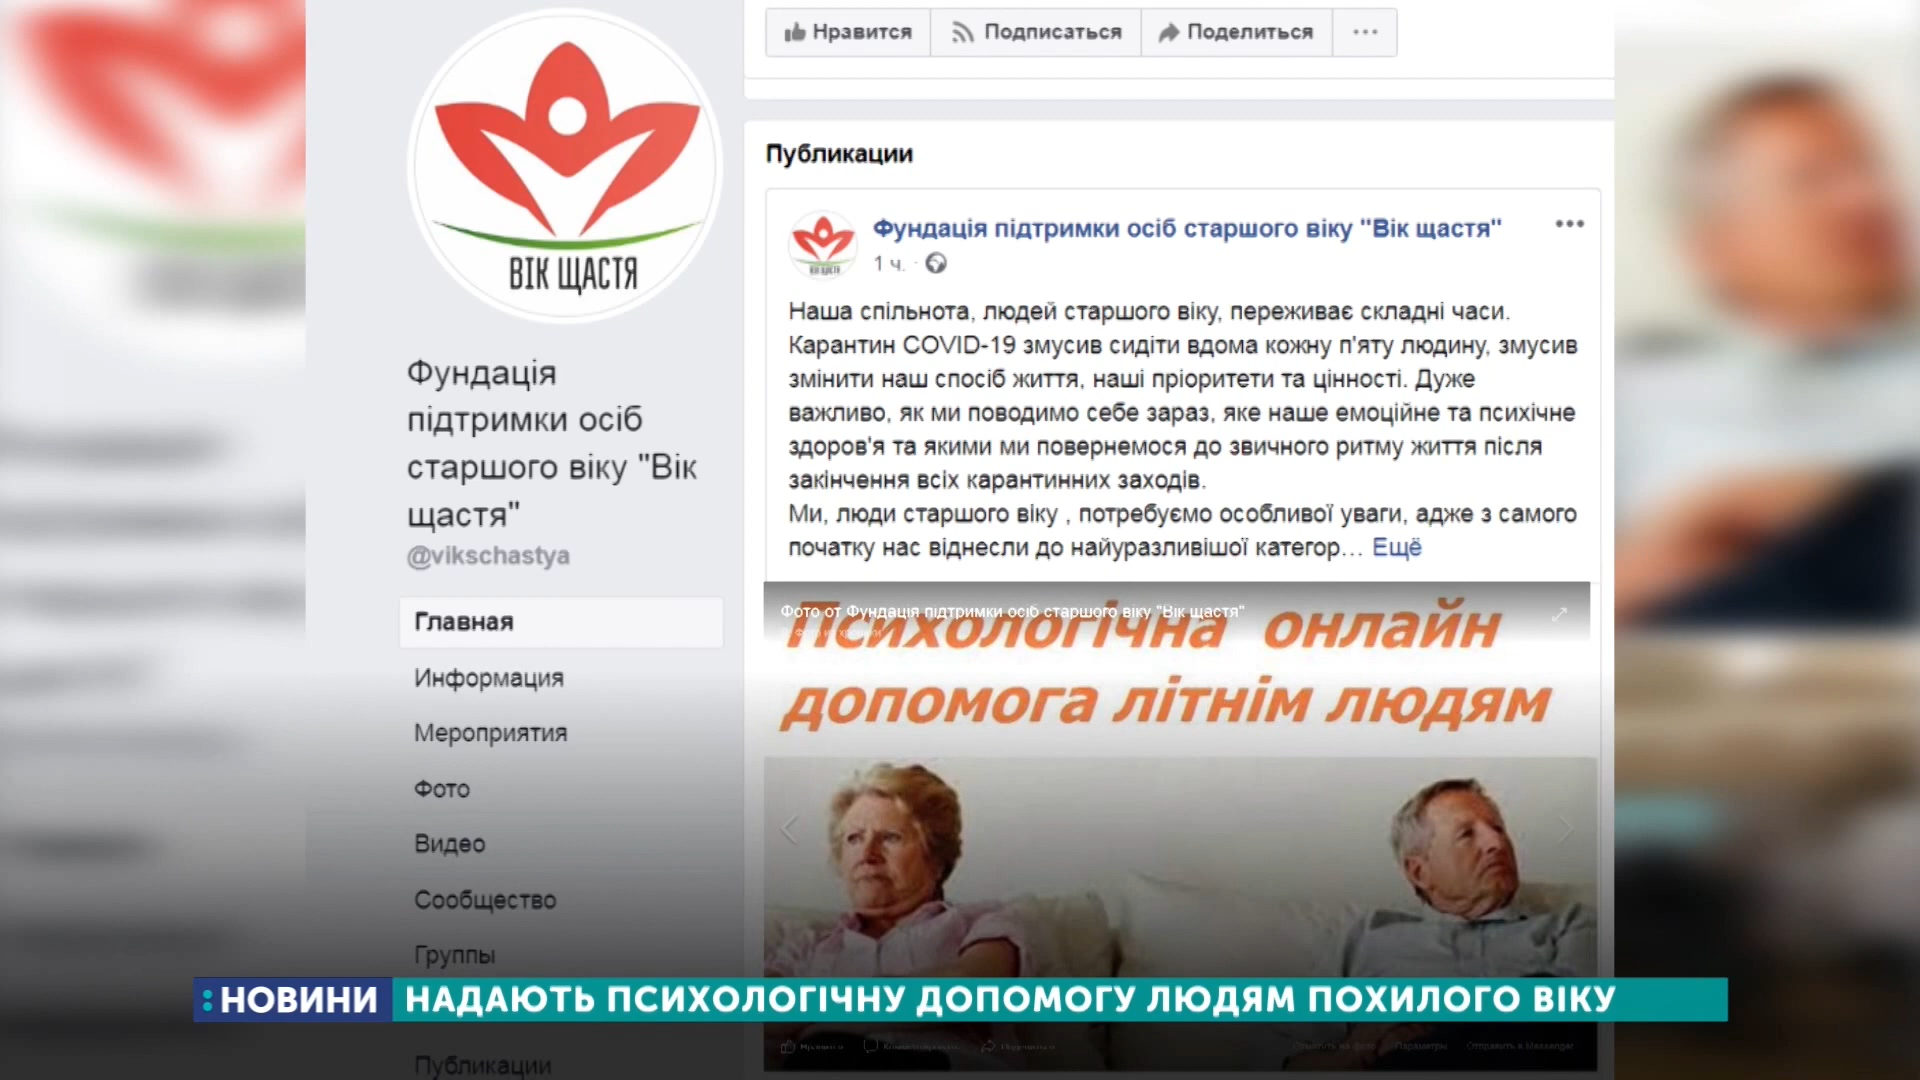 Нравится
Подписаться
Поделиться
ВІК ЩАСТЯ
Публикации
Фундація підтримки осіб старшого віку "Вік щастя"
1 ч.
Наша спільнота, людей старшого віку, переживає складні часи.
Карантин COVID-19 змусив сидіти вдома кожну п'яту людину, змусив
змінити наш спосіб життя, наші пріоритети та цінності. Дуже
важливо, як ми поводимо себе зараз, яке наше емоційне та психічне
здоров'я та якими ми повернемося до звичного ритму життя після
закінчення всіх карантинних заходів.
Ми, люди старшого віку , потребуємо особливої уваги, адже з самого
початку нас віднесли до найуразливішої категор… Ещё
Фундація
підтримки осіб
старшого віку "Вік
щастя"
@vikschastya
Главная
Информация
Мероприятия
Фото
Видео
Сообщество
Группы
Публикации
Фото от Фундація підтримки осіб старшого віку "Вік щастя"
Психологічна онлайн
допомога літнім людям
НОВИНИ
НАДАЮТЬ ПСИХОЛОГІЧНУ ДОПОМОГУ ЛЮДЯМ ПОХИЛОГО ВІКУ
Параметры
Отправить в Messenger